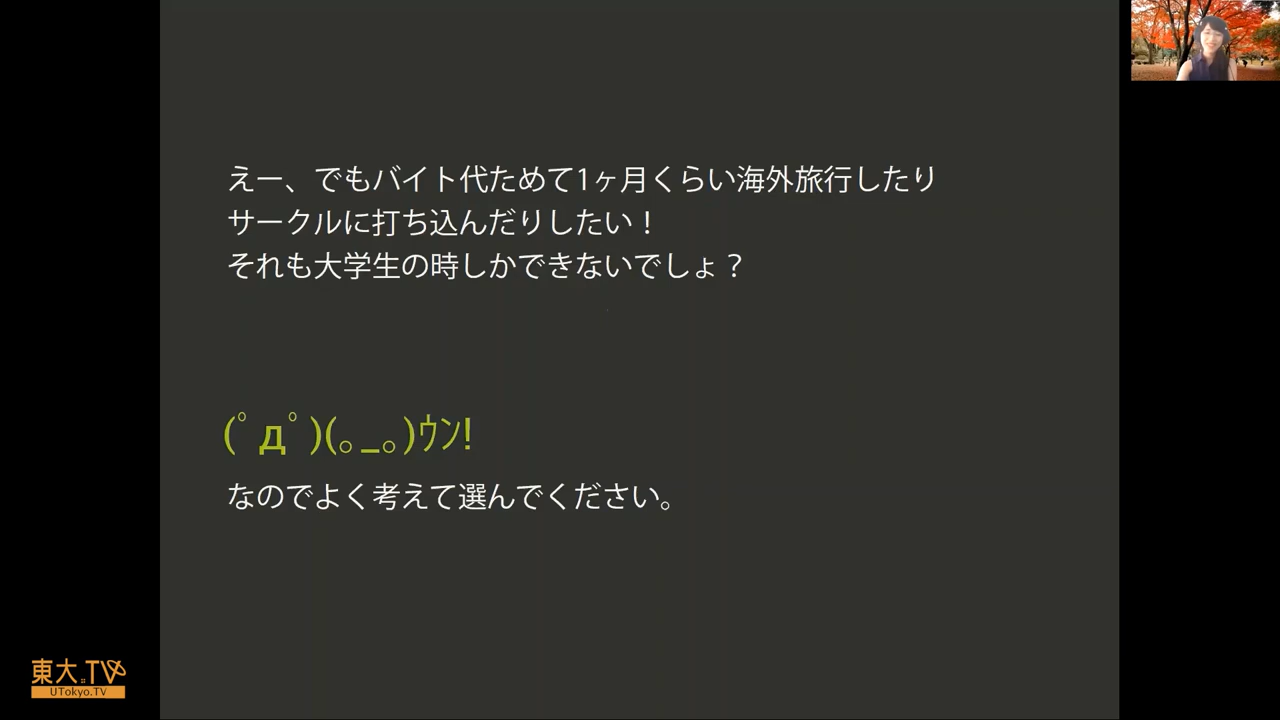 えー、でもバイト代ためて1ヶ月くらい海外旅行したり
サークルに打ち込んだりしたい！
それも大学生の時しかできないでしょ？
(ﾟдﾟ)(｡_｡)ｳﾝ!
なのでよく考えて選んでください。
東大.TV
UTokyo.TV